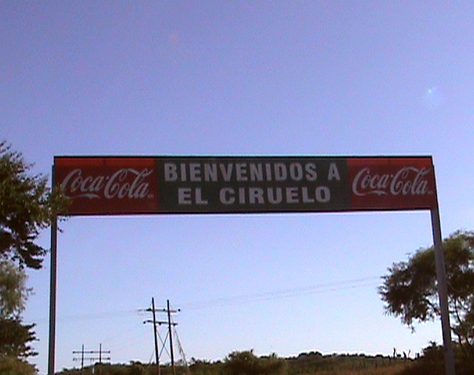 Coca-Cola
BIENVENIDOS A
EL CIRUELO
Coca-Cola